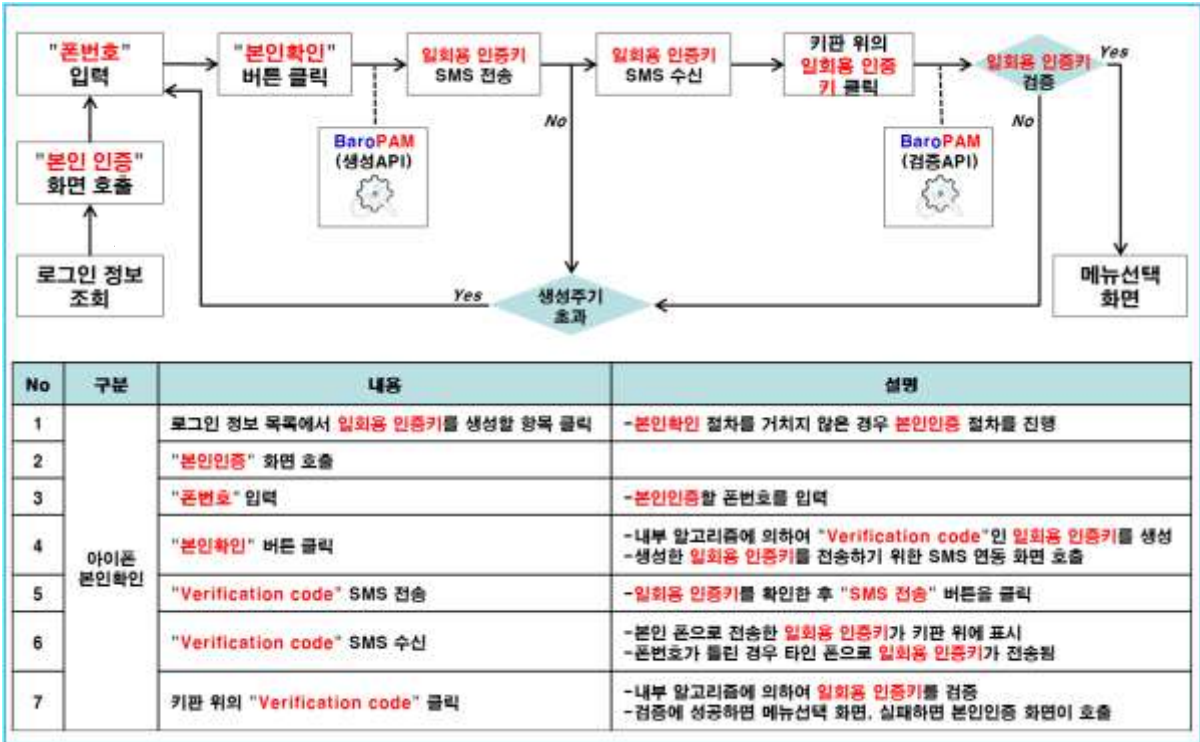 "폰번호"
입력
"본인확인"
버튼 클릭
일회용 인증키
SMS 전송
일회용 인증키
SMS 수신
키판 위의
일회용 인증
키 클릭
일회용 인증키
검증
Yes
No
No
BaroPAM
(생성API)
BaroPAM
(검증API)
"본인 인증"
화면 호출
로그인 정보
조회
Yes
생성주기
초과
메뉴선택
화면
No 구분 내용 설명
아이폰
본인확인
1 로그인 정보 목록에서 일회용 인증키를 생성할 항목 클릭 -본인확인 절차를 거치지 않은 경우 본인인증 절차를 진행
2 "본인인증" 화면 호출
3 "폰번호" 입력 -본인인증할 폰번호를 입력
4 "본인확인" 버튼 클릭 -내부 알고리즘에 의하여 "Verification code"인 일회용 인증키를 생성
-생성한 일회용 인증키를 전송하기 위한 SMS 연동 화면 호출
5 "Verification code" SMS 전송 -일회용 인증키를 확인한 후 "SMS 전송" 버튼을 클릭
6 "Verification code" SMS 수신 -본인 폰으로 전송한 일회용 인증키가 키판 위에 표시
-폰번호가 틀린 경우 타인 폰으로 일회용 인증키가 전송됨
7 키판 위의 "Verification code" 클릭 -내부 알고리즘에 의하여 일회용 인증키를 검증
-검증에 성공하면 메뉴선택 화면, 실패하면 본인인증 화면이 호출